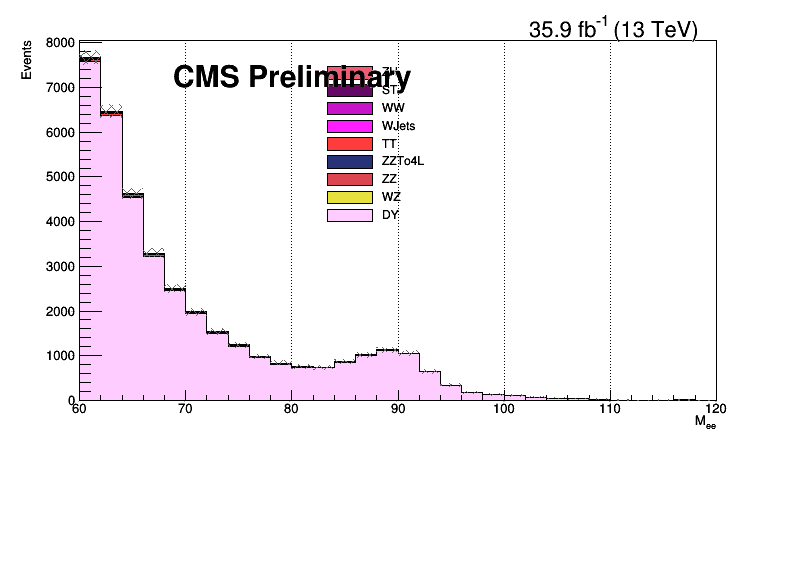 35.9 fb-1 (13 TeV)
Events
CMS Preliminary
ST
WW
WJets
TT
ZZTo4L
ZZ
WZ
DY
8000
7000
6000
5000
4000
3000
2000
1000
0
60 70 80 90 100 110 120
Mee